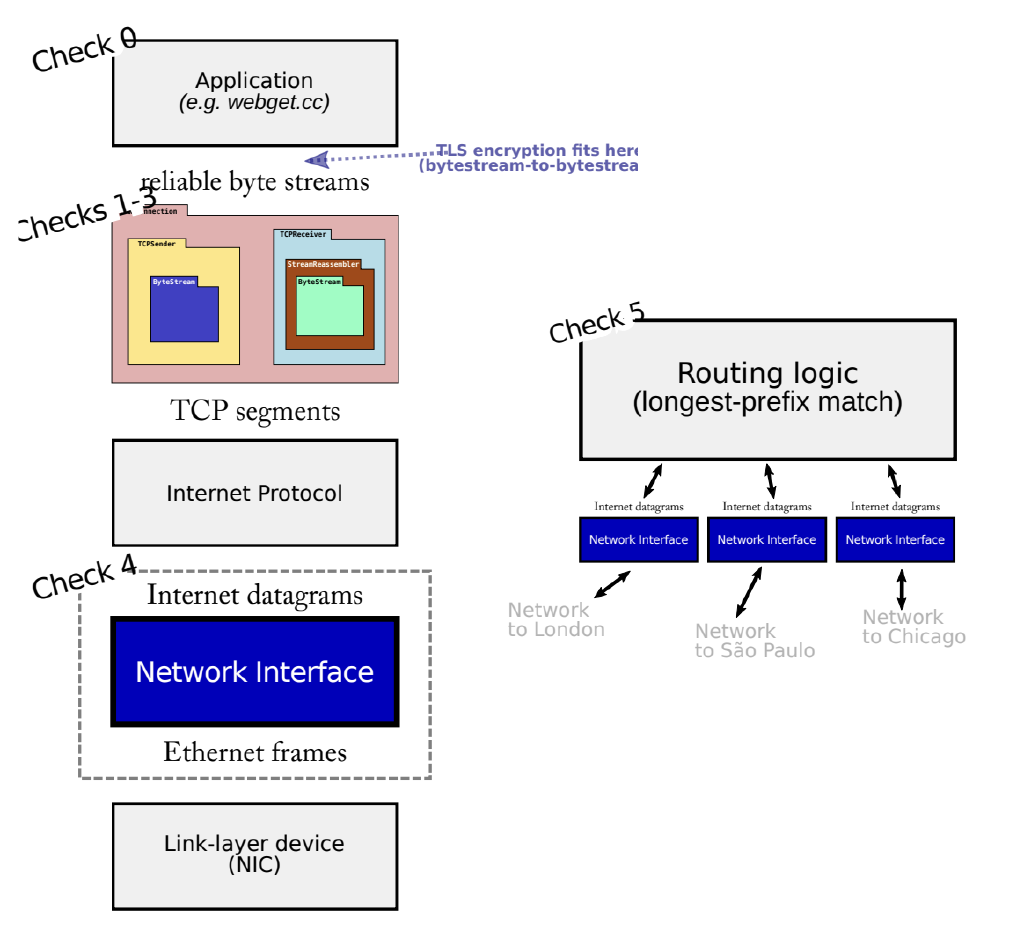 Check 0
Application
(e.g. webget.cc)
TLS encryption fits here
(bytestream-to-bytestrea
reliable byte streams
Checks 1-3
nnection
TCPSender
ByteStream
TCPReceiver
StreamReassembler
ByteStream
TCP segments
Internet Protocol
Check 4
Internet datagrams
Network Interface
Ethernet frames
Link-layer device
(NIC)
Check 5
Routing logic
(longest-prefix match)
Internet datagrams
Internet datagrams
Internet datagrams
Network Interface
Network Interface
Network Interface
Network
to London
Network
to São Paulo
Network
to Chicago